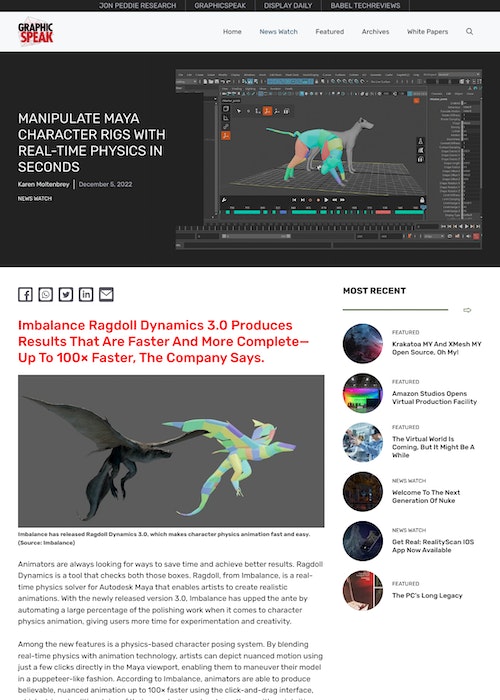 JON PEDDIE RESEARCH
GRAPHICSPEAK
DISPLAY DAILY
BABEL TECHREVIEWS
GRAPHIC
SPEAK
Home
News Watch
Featured
Archives
White Papers
MANIPULATE MAYA
CHARACTER RIGS WITH
REAL-TIME PHYSICS IN
SECONDS
Karen Moltenbrey
December 5, 2022
NEWS WATCH
Imbalance Ragdoll Dynamics 3.0 Produces
Results That Are Faster And More Complete—
Up To 100× Faster, The Company Says.
Imbalance has released Ragdoll Dynamics 3.0, which makes character physics animation fast and easy.
(Source: Imbalance)
Animators are always looking for ways to save time and achieve better results. Ragdoll
Dynamics is a tool that checks both those boxes. Ragdoll, from Imbalance, is a real-
time physics solver for Autodesk Maya that enables artists to create realistic
animations. With the newly released version 3.0, Imbalance has upped the ante by
automating a large percentage of the polishing work when it comes to character
physics animation, giving users more time for experimentation and creativity.
Among the new features is a physics-based character posing system. By blending
real-time physics with animation technology, artists can depict nuanced motion using
just a few clicks directly in the Maya viewport, enabling them to maneuver their model
in a puppeteer-like fashion. According to Imbalance, animators are able to produce
believable, nuanced animation up to 100× faster using the click-and-drag interface,
MOST RECENT
FEATURED
Krakatoa MY And XMesh MY
Open Source, Oh My!
FEATURED
Amazon Studios Opens
Virtual Production Facility
FEATURED
The Virtual World Is
Coming, But It Might Be A
While
NEWS WATCH
Welcome To The Next
Generation Of Nuke
NEWS WATCH
Get Real: RealityScan IOS
App Now Available
FEATURED
The PC's Long Legacy